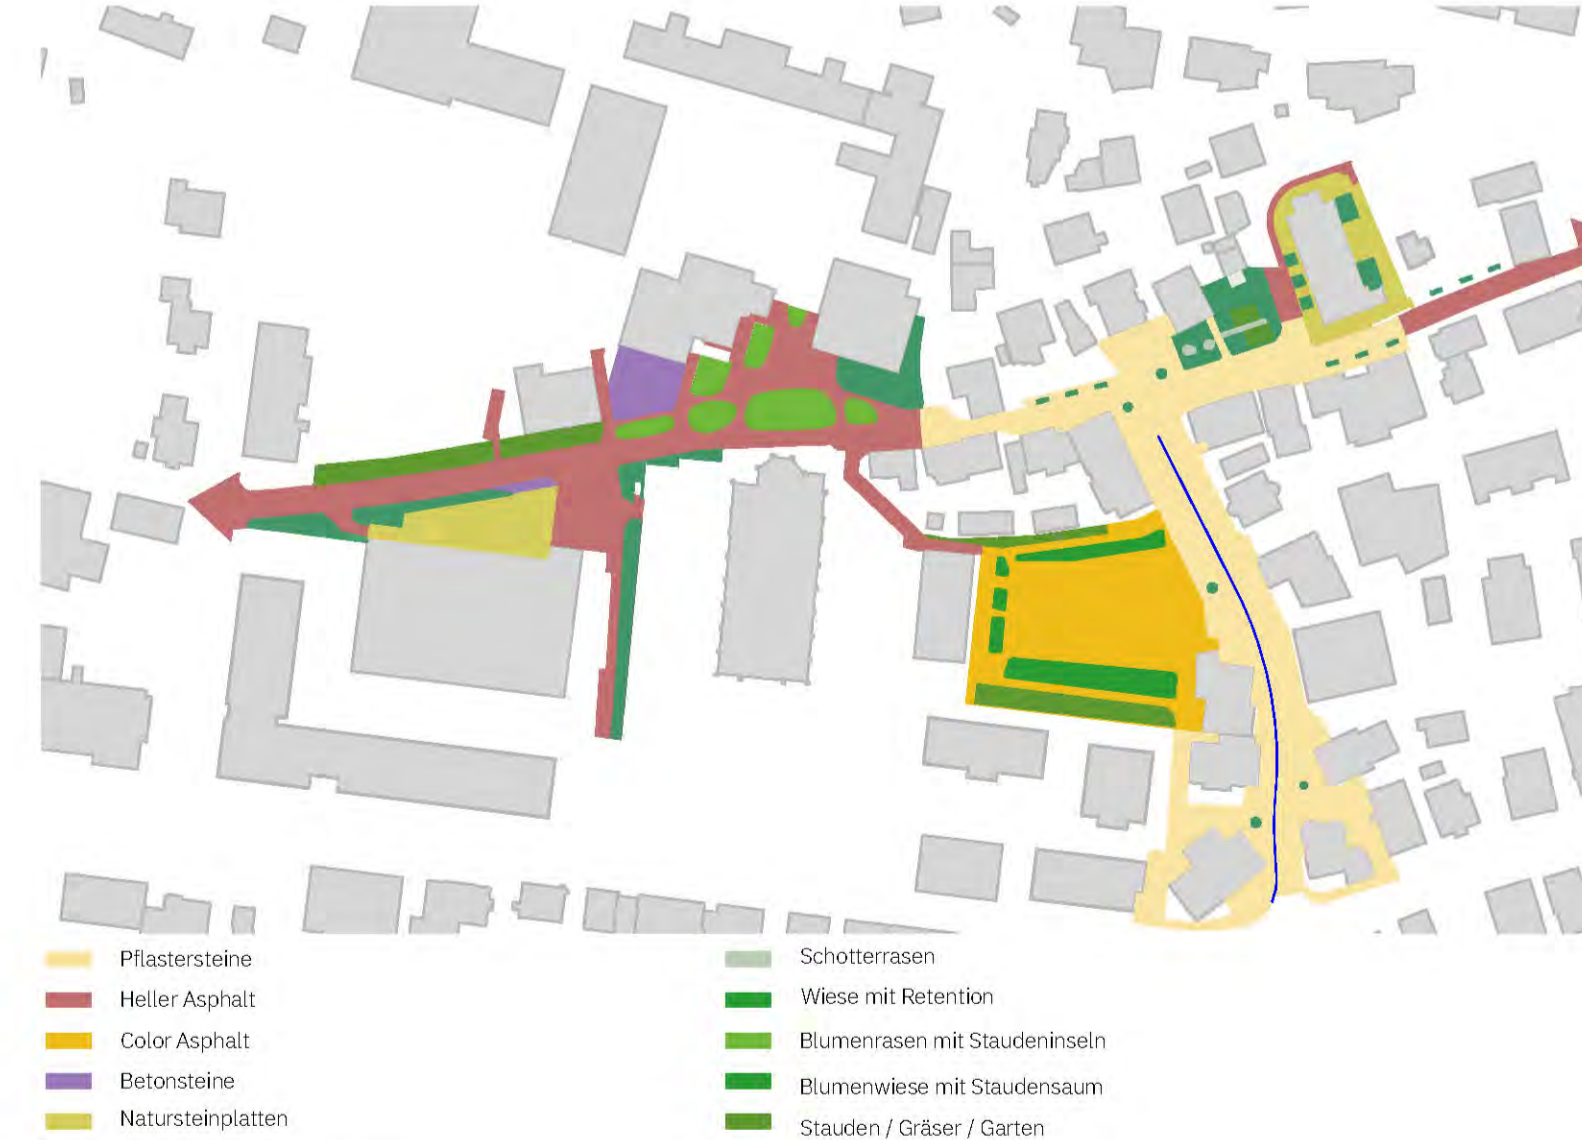 Pflastersteine
Heller Asphalt
Color Asphalt
Betonsteine
Natursteinplatten
Schotterrasen
Wiese mit Retention
Blumenrasen mit Staudeninseln
Blumenwiese mit Staudensaum
Stauden / Gräser / Garten